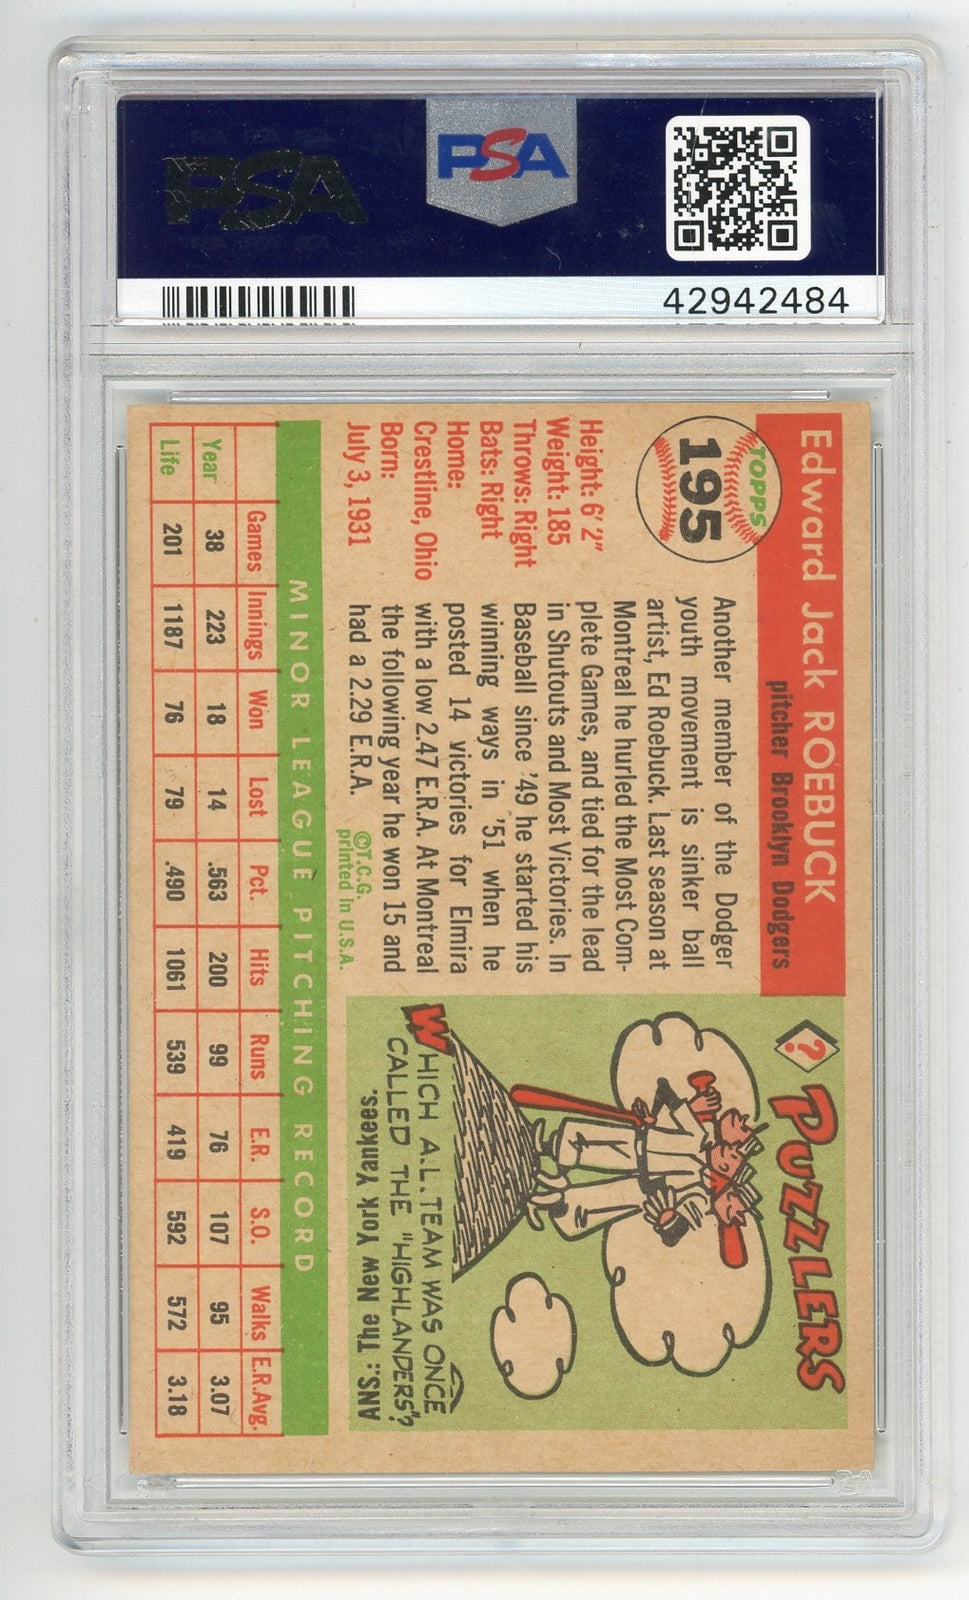 PSA
PSA
42942484
Edward Jack ROEBUCK
pitcher Brooklyn Dodgers
TOPPS
195
Height: 6' 2"
Weight: 185
Throws: Right
Bats: Right
Home:
Crestline, Ohio
Born:
July 3, 1931
Another member of the Dodger
youth movement is sinker ball
artist, Ed Roebuck. Last season at
Montreal he hurled the Most Com-
plete Games, and tied for the lead
in Shutouts and Most Victories. In
Baseball since '49 he started his
winning ways in '51 when he
posted 14 victories for Elmira
with a low 2.47 E.R.A. At Montreal
the following year he won 15 and
had a 2.29 E.R.A.
©T.C.G.
printed in U.S.A.
? PUZZLERS
WHICH A.L. TEAM WAS ONCE
CALLED THE "HIGHLANDERS"?
ANS.: The New York Yankees.
MINOR LEAGUE PITCHING RECORD
Games Innings Won Lost Pct. Hits Runs E.R. S.O. Walks E.R.Avg.
Year 38 223 18 14 .563 200 99 76 107 95 3.07
Life 201 1187 76 79 .490 1061 539 419 592 572 3.18